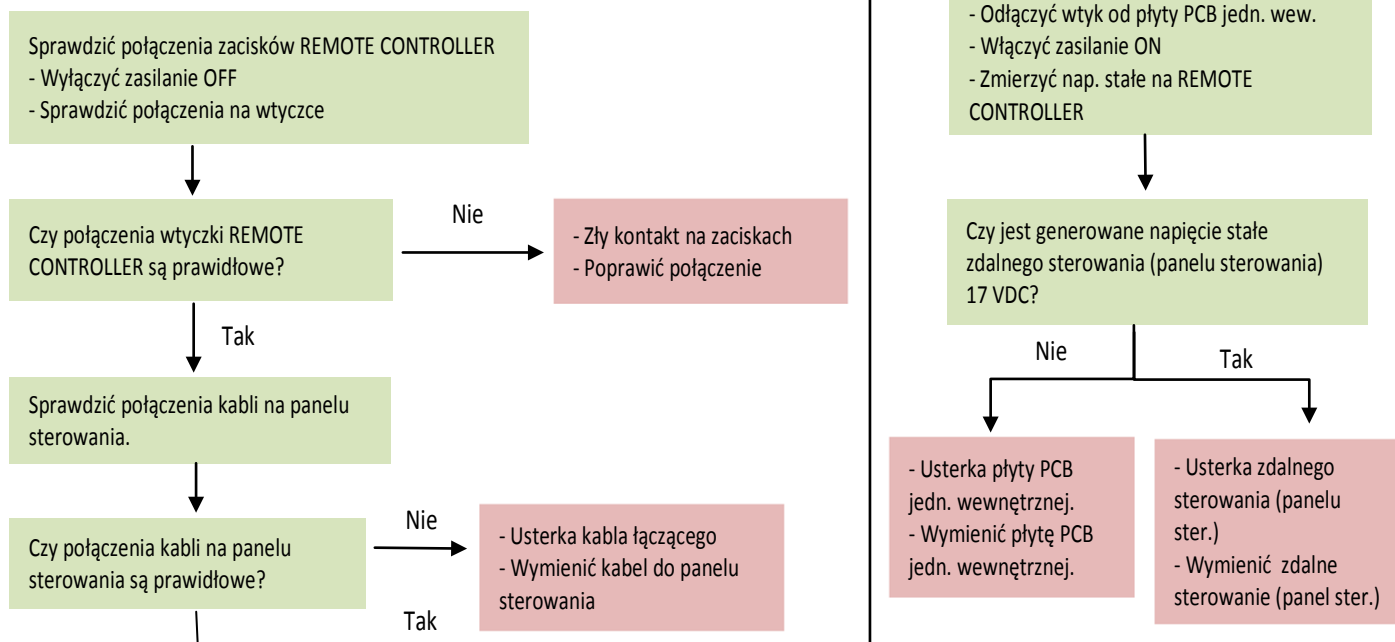 Sprawdzić połączenia zacisków REMOTE CONTROLLER
- Wyłączyć zasilanie OFF
- Sprawdzić połączenia na wtyczce
Czy połączenia wtyczki REMOTE
CONTROLLER są prawidłowe?
Nie
- Zły kontakt na zaciskach
- Poprawić połączenie
Tak
Sprawdzić połączenia kabli na panelu
sterowania.
Czy połączenia kabli na panelu
sterowania są prawidłowe?
Nie
- Usterka kabla łączącego
- Wymienić kabel do panelu
sterowania
Tak
- Odłączyć wtyk od płyty PCB jedn. wew.
- Włączyć zasilanie ON
- Zmierzyć nap. stałe na REMOTE
CONTROLLER
Czy jest generowane napięcie stałe
zdalnego sterowania (panelu sterowania)
17 VDC?
Nie
Tak
- Usterka płyty PCB
jedn. wewnętrznej.
- Wymienić płytę PCB
jedn. wewnętrznej.
- Usterka zdalnego
sterowania (panelu
ster.)
- Wymienić zdalne
sterowanie (panel ster.)